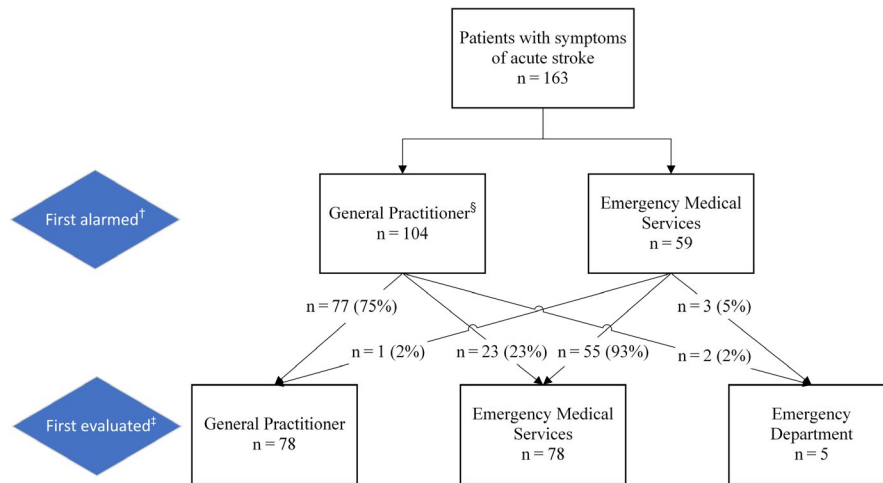 Patients with symptoms
of acute stroke
n = 163
First alarmed†
General Practitioner§
n = 104
Emergency Medical
Services
n = 59
n = 77 (75%)
n = 3 (5%)
n = 1 (2%)
n = 23 (23%)
n = 55 (93%)
n = 2 (2%)
First evaluated‡
General Practitioner
n = 78
Emergency Medical
Services
n = 78
Emergency
Department
n = 5